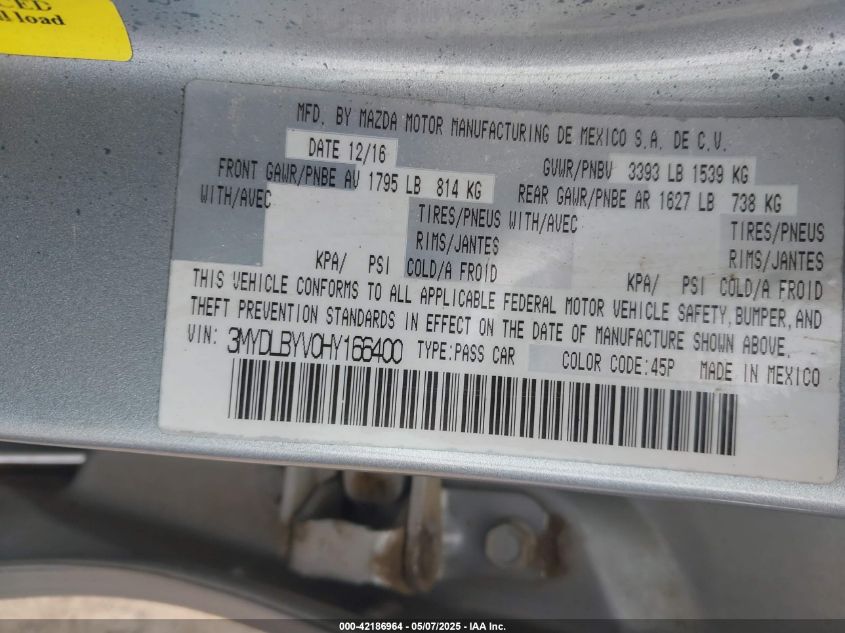 CED
ll load
MFD. BY MAZDA MOTOR MANUFACTURING DE MEXICO S.A. DE C.V.
DATE 12/16
GVWR/PNBV 3393 LB 1539 KG
FRONT GAWR/PNBE AV 1795 LB 814 KG
REAR GAWR/PNBE AR 1627 LB 738 KG
WITH/AVEC
TIRES/PNEUS WITH/AVEC
TIRES/PNEUS
RIMS/JANTES
RIMS/JANTES
KPA/ PSI COLD/A FROID
KPA/ PSI COLD/A FROID
THIS VEHICLE CONFORMS TO ALL APPLICABLE FEDERAL MOTOR VEHICLE SAFETY, BUMPER, AND
THEFT PREVENTION STANDARDS IN EFFECT ON THE DATE OF MANUFACTURE SHOWN ABOVE.
VIN: 3MYDLBYV0HY166400 TYPE:PASS CAR COLOR CODE:45P MADE IN MEXICO
000-42186964 - 05/07/2025 - IAA Inc.